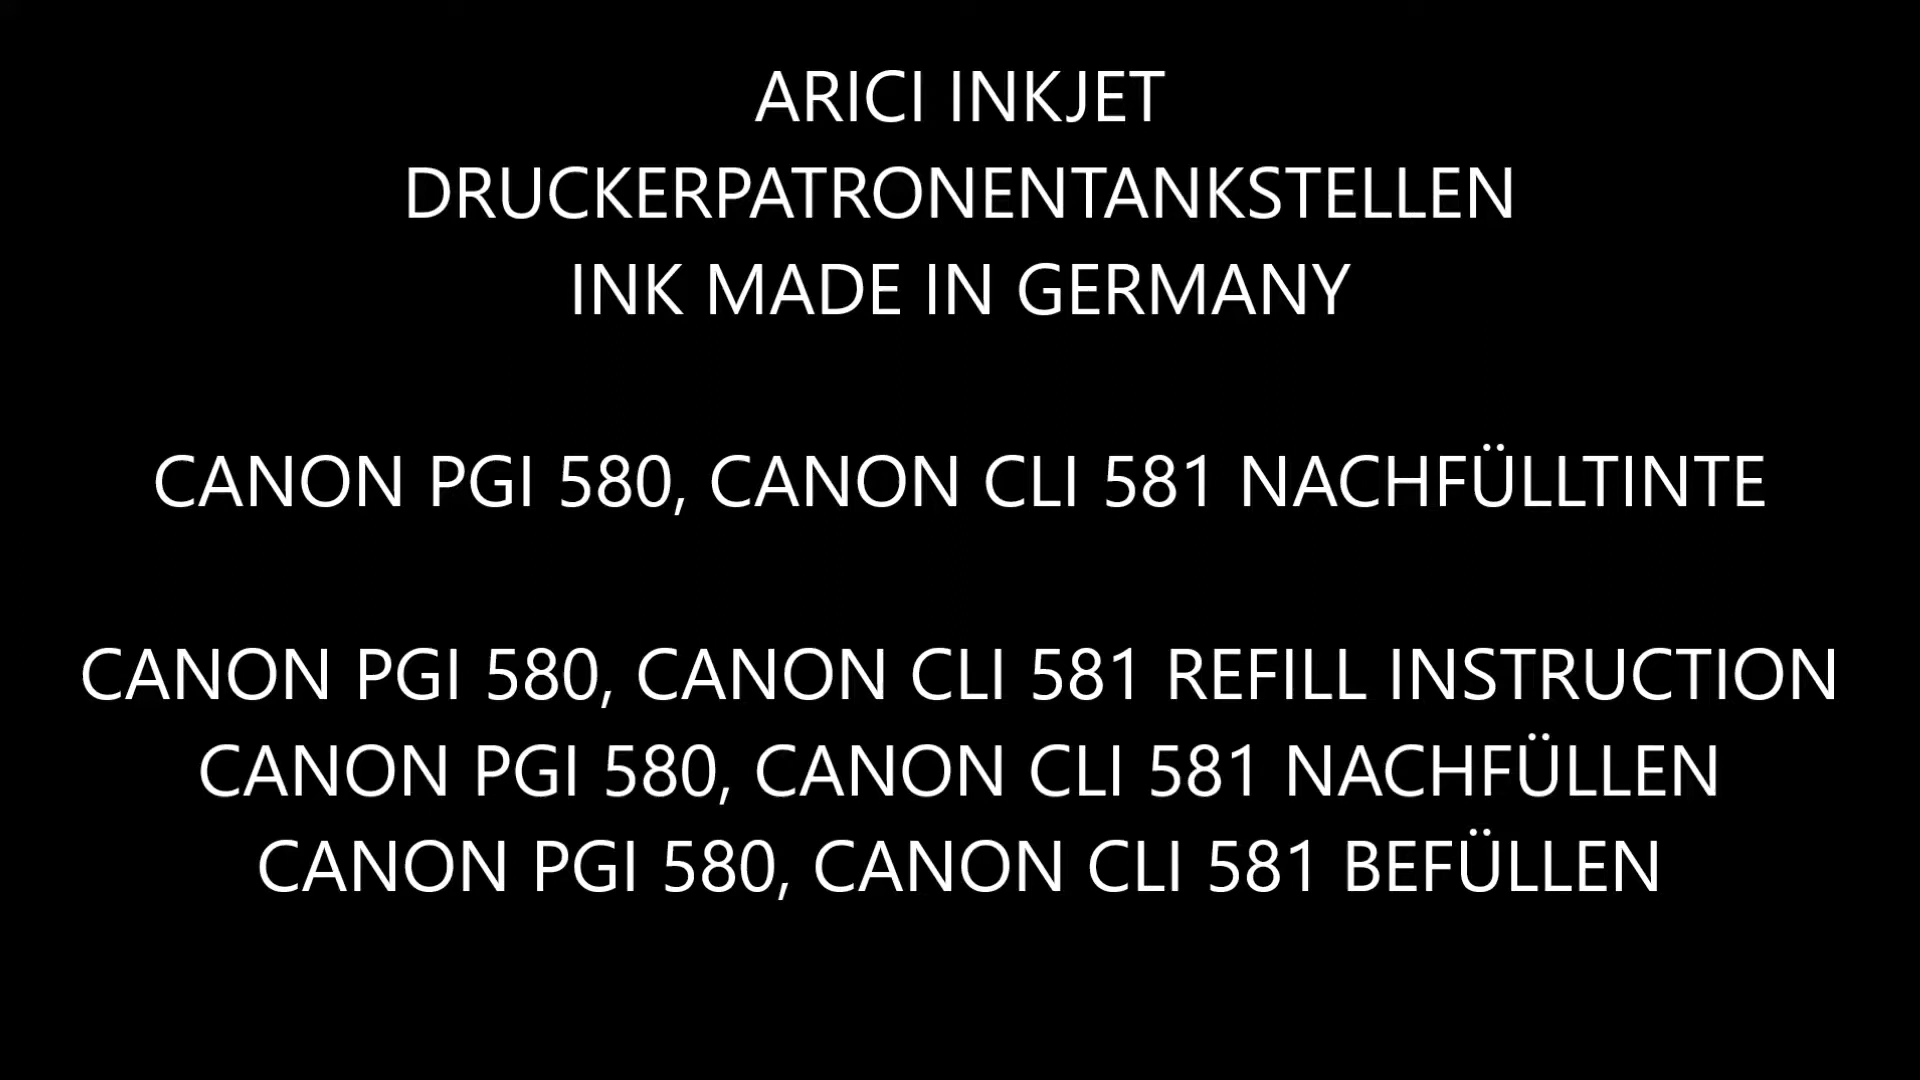 ARICI INKJET
DRUCKERPATRONENTANKSTELLEN
INK MADE IN GERMANY
CANON PGI 580, CANON CLI 581 NACHFÜLLTINTE
CANON PGI 580, CANON CLI 581 REFILL INSTRUCTION
CANON PGI 580, CANON CLI 581 NACHFÜLLEN
CANON PGI 580, CANON CLI 581 BEFÜLLEN